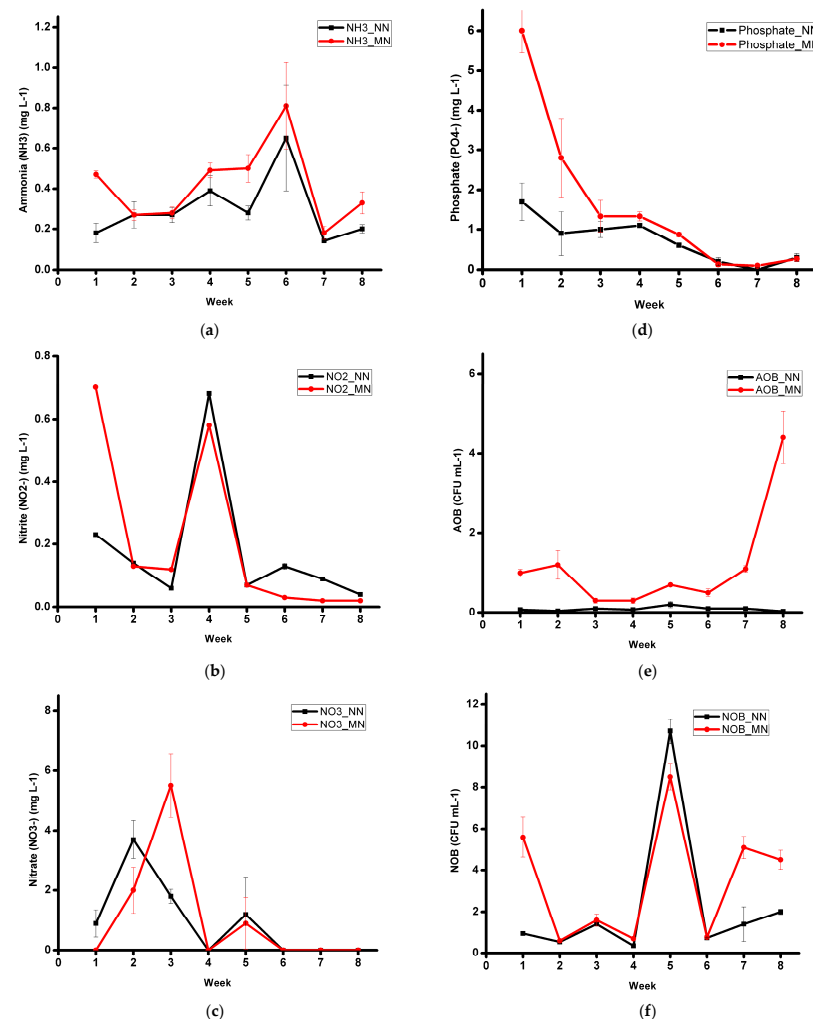 NH3_NN
NH3_MN
Ammonia (NH3) (mg L-1)
1.2
1.0
0.8
0.6
0.4
0.2
0.0
0 1 2 3 4 5 6 7 8
Week
(a)
Phosphate_NN
Phosphate_MN
Phosphate (PO4-) (mg L-1)
6
5
4
3
2
1
0
0 1 2 3 4 5 6 7 8
Week
(d)
NO2_NN
NO2_MN
Nitrite (NO2-) (mg L-1)
0.8
0.6
0.4
0.2
0.0
0 1 2 3 4 5 6 7 8
Week
(b)
AOB_NN
AOB_MN
AOB (CFU mL-1)
6
4
2
0
0 1 2 3 4 5 6 7 8
Week
(e)
NO3_NN
NO3_MN
Nitrate (NO3-) (mg L-1)
8
6
4
2
0
0 1 2 3 4 5 6 7 8
Week
(c)
NOB_NN
NOB_MN
NOB (CFU mL-1)
12
10
8
6
4
2
0
0 1 2 3 4 5 6 7 8
Week
(f)